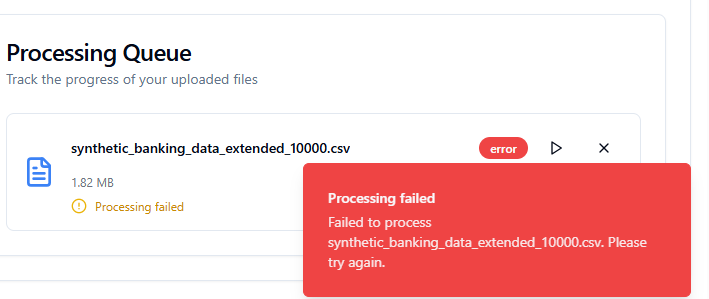 Processing Queue
Track the progress of your uploaded files
synthetic_banking_data_extended_10000.csv
error
1.82 MB
Processing failed
Processing failed
Failed to process
synthetic_banking_data_extended_10000.csv. Please
try again.